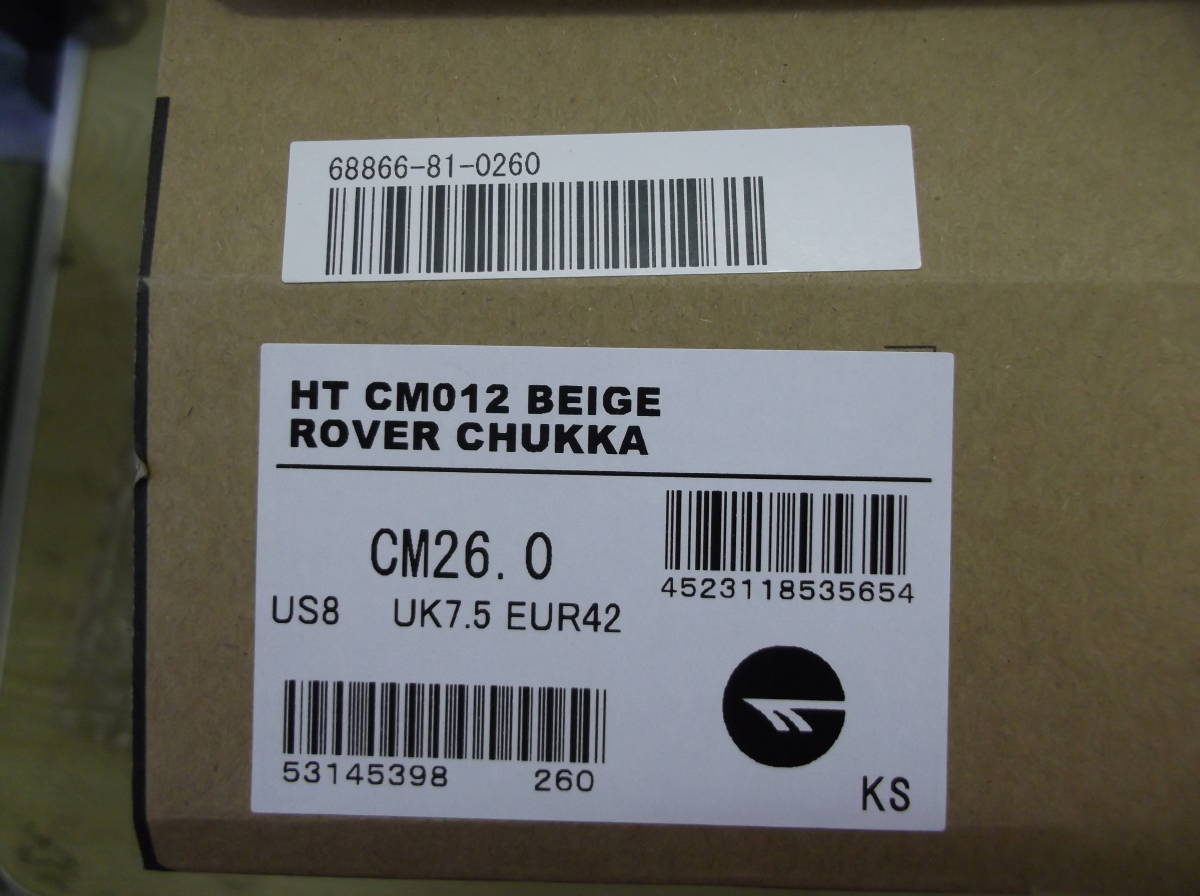 68866-81-0260
HT CM012 BEIGE
ROVER CHUKKA
CM26.0
4523118535654
US8 UK7.5 EUR42
53145398 260
KS